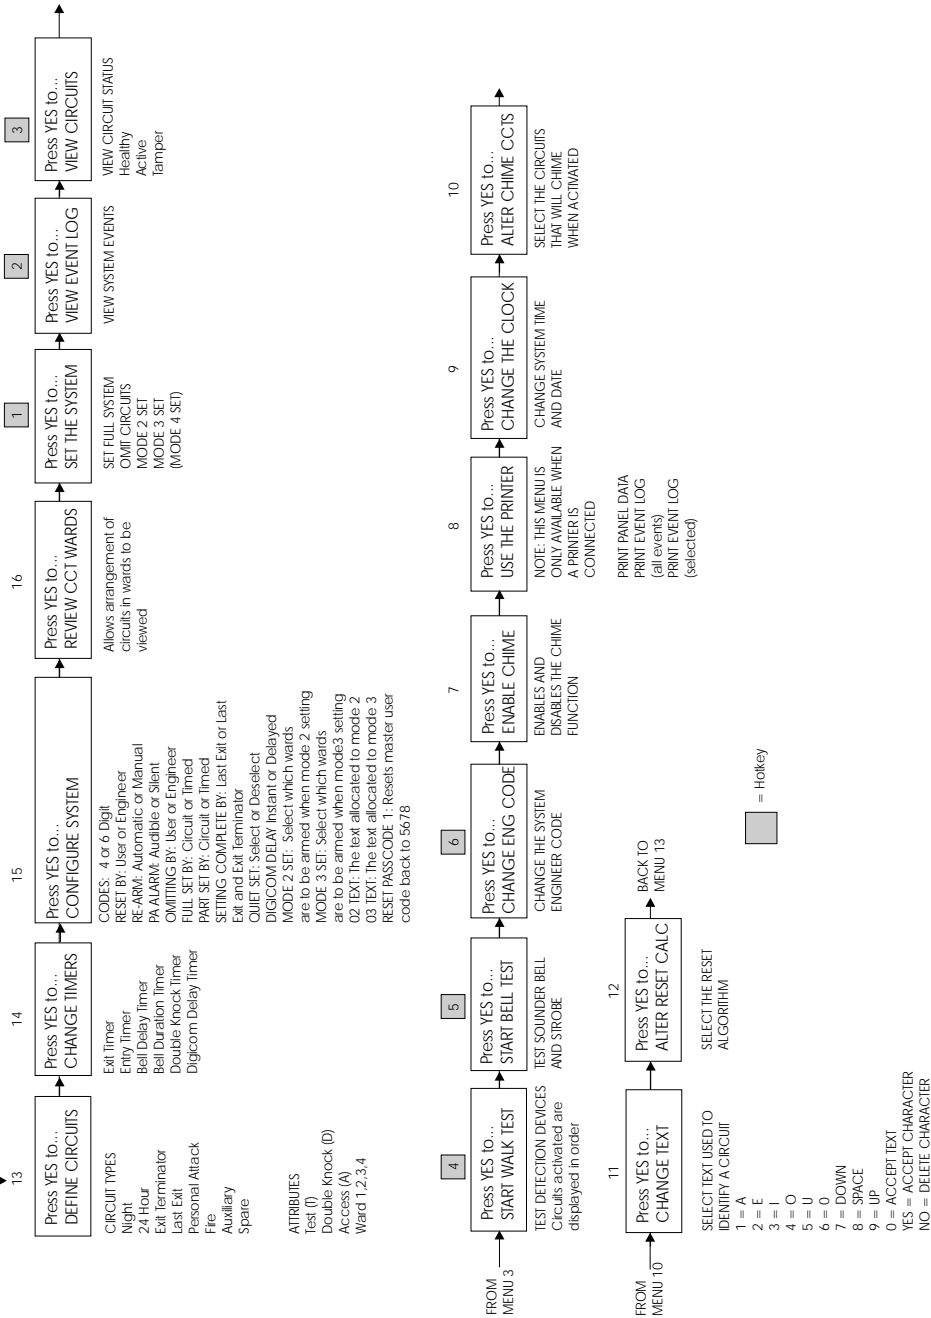 13
Press YES to...
DEFINE CIRCUITS
CIRCUIT TYPES
Night
24 Hour
Exit Terminator
Last Exit
Personal Attack
Fire
Auxiliary
Spare
ATTRIBUTES
Test (T)
Double Knock (D)
Access (A)
Ward 1,2,3,4
14
Press YES to...
CHANGE TIMERS
Exit Timer
Entry Timer
Bell Delay Timer
Bell Duration Timer
Double Knock Timer
Digicom Delay Timer
15
Press YES to...
CONFIGURE SYSTEM
CODES: 4 or 6 Digit
RESET BY: User or Engineer
RE-ARM: Automatic or Manual
PA ALARM: Audible or Silent
OMITTING BY: User or Engineer
FULL SET BY: Circuit or Timed
PART SET BY: Circuit or Timed
SETTING COMPLETE BY: Last Exit or Last
Exit and Exit Terminator
QUIET SET: Select or Deselect
DIGICOM DELAY Instant or Delayed
MODE 2 SET: Select which wards
are to be armed when mode 2 setting
MODE 3 SET: Select which wards
are to be armed when mode3 setting
02 TEXT: The text allocated to mode 2
03 TEXT: The text allocated to mode 3
RESET PASSCODE 1: Resets master user
code back to 5678
16
Press YES to...
REVIEW CCT WARDS
Allows arrangement of
circuits in wards to be
viewed
1
Press YES to...
SET THE SYSTEM
SET FULL SYSTEM
OMIT CIRCUITS
MODE 2 SET
MODE 3 SET
(MODE 4 SET)
2
Press YES to...
VIEW EVENT LOG
VIEW SYSTEM EVENTS
3
Press YES to...
VIEW CIRCUITS
VIEW CIRCUIT STATUS
Healthy
Active
Tamper
FROM
MENU 3
4
Press YES to...
START WALK TEST
TEST DETECTION DEVICES
Circuits activated are
displayed in order
5
Press YES to...
START BELL TEST
TEST SOUNDER BELL
AND STROBE
6
Press YES to...
CHANGE ENG CODE
CHANGE THE SYSTEM
ENGINEER CODE
7
Press YES to...
ENABLE CHIME
ENABLES AND
DISABLES THE CHIME
FUNCTION
8
Press YES to...
USE THE PRINTER
NOTE: THIS MENU IS
ONLY AVAILABLE WHEN
A PRINTER IS
CONNECTED
PRINT PANEL DATA
PRINT EVENT LOG
(all events)
PRINT EVENT LOG
(selected)
9
Press YES to...
CHANGE THE CLOCK
CHANGE SYSTEM TIME
AND DATE
10
Press YES to...
ALTER CHIME CCTS
SELECT THE CIRCUITS
THAT WILL CHIME
WHEN ACTIVATED
FROM
MENU 10
11
Press YES to...
CHANGE TEXT
SELECT TEXT USED TO
IDENTIFY A CIRCUIT
1 = A
2 = E
3 = I
4 = O
5 = U
6 = 0
7 = DOWN
8 = SPACE
9 = UP
0 = ACCEPT TEXT
YES = ACCEPT CHARACTER
NO = DELETE CHARACTER
12
Press YES to...
ALTER RESET CALC
SELECT THE RESET
ALGORITHM
BACK TO
MENU 13
= Hotkey